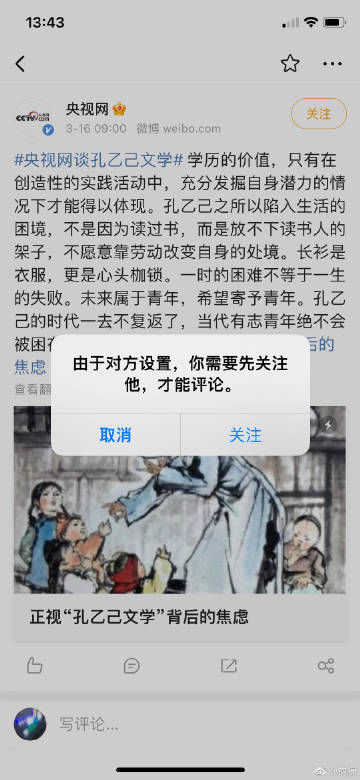 13:43
CCTV.com
央视网
3-16 09:00 微博 weibo.com
关注
#央视网谈孔乙己文学# 学历的价值，只有在
创造性的实践活动中，充分发掘自身潜力的情
况下才能得以体现。孔乙己之所以陷入生活的
困境，不是因为读过书，而是放不下读书人的
架子，不愿意靠劳动改变自身的处境。长衫是
衣服，更是心头枷锁。一时的困难不等于一生
的失败。未来属于青年，希望寄予青年。孔乙
己的时代一去不复返了，当代有志青年绝不会
被困在
后的
焦虑
查看翻
由于对方设置，你需要先关注
他，才能评论。
取消
关注
正视“孔乙己文学”背后的焦虑
写评论...